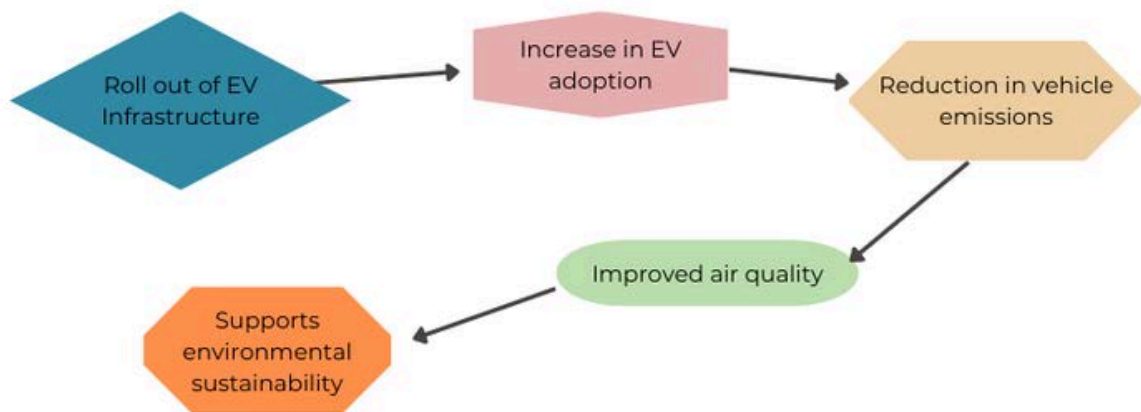 Roll out of EV
Infrastructure
Increase in EV
adoption
Reduction in vehicle
emissions
Improved air quality
Supports
environmental
sustainability